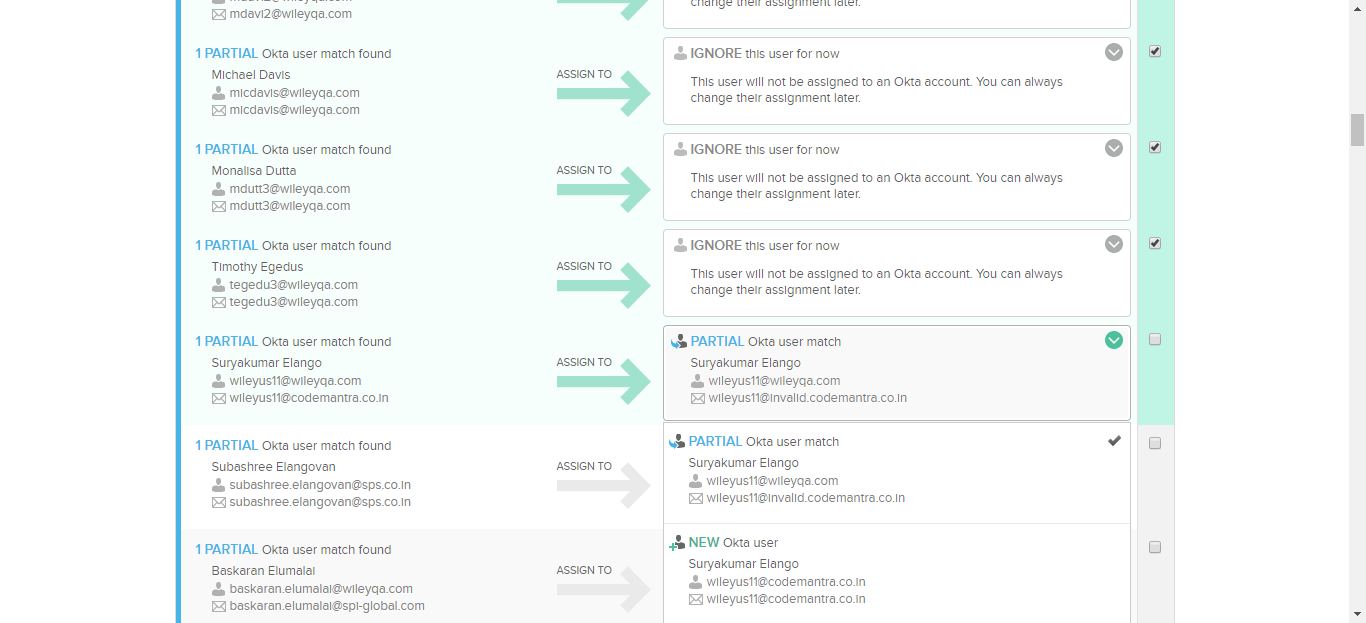 mdavi2@wileyqa.com
mdavi2@wileyqa.com
change their assignment later.
1 PARTIAL Okta user match found
Michael Davis
micdavis@wileyqa.com
micdavis@wileyqa.com
ASSIGN TO
IGNORE this user for now
This user will not be assigned to an Okta account. You can always
change their assignment later.
1 PARTIAL Okta user match found
Monalisa Dutta
mdutt3@wileyqa.com
mdutt3@wileyqa.com
ASSIGN TO
IGNORE this user for now
This user will not be assigned to an Okta account. You can always
change their assignment later.
1 PARTIAL Okta user match found
Timothy Egedus
tegedu3@wileyqa.com
tegedu3@wileyqa.com
ASSIGN TO
IGNORE this user for now
This user will not be assigned to an Okta account. You can always
change their assignment later.
1 PARTIAL Okta user match found
Suryakumar Elango
wileyus11@wileyqa.com
wileyus11@codemantra.co.in
ASSIGN TO
PARTIAL Okta user match
Suryakumar Elango
wileyus11@wileyqa.com
wileyus11@invalid.codemantra.co.in
1 PARTIAL Okta user match found
Subashree Elangovan
subashree.elangovan@sps.co.in
subashree.elangovan@sps.co.in
ASSIGN TO
PARTIAL Okta user match
Suryakumar Elango
wileyus11@wileyqa.com
wileyus11@invalid.codemantra.co.in
1 PARTIAL Okta user match found
Baskaran Elumalai
baskaran.elumalai@wileyqa.com
baskaran.elumalai@spi-global.com
ASSIGN TO
NEW Okta user
Suryakumar Elango
wileyus11@codemantra.co.in
wileyus11@codemantra.co.in